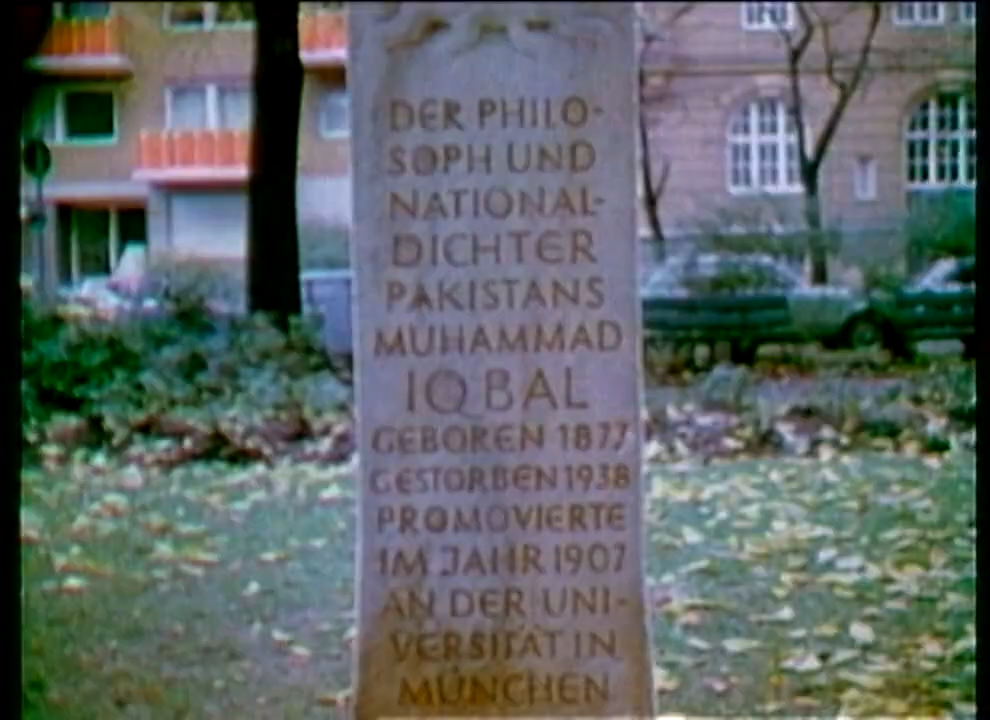 DER PHILO-
SOPH UND
NATIONAL-
DICHTER
PAKISTANS
MUHAMMAD
IQBAL
GEBOREN 1877
GESTORBEN 1938
PROMOVIERTE
IM JAHR 1907
AN DER UNI-
VERSITÄT IN
MÜNCHEN